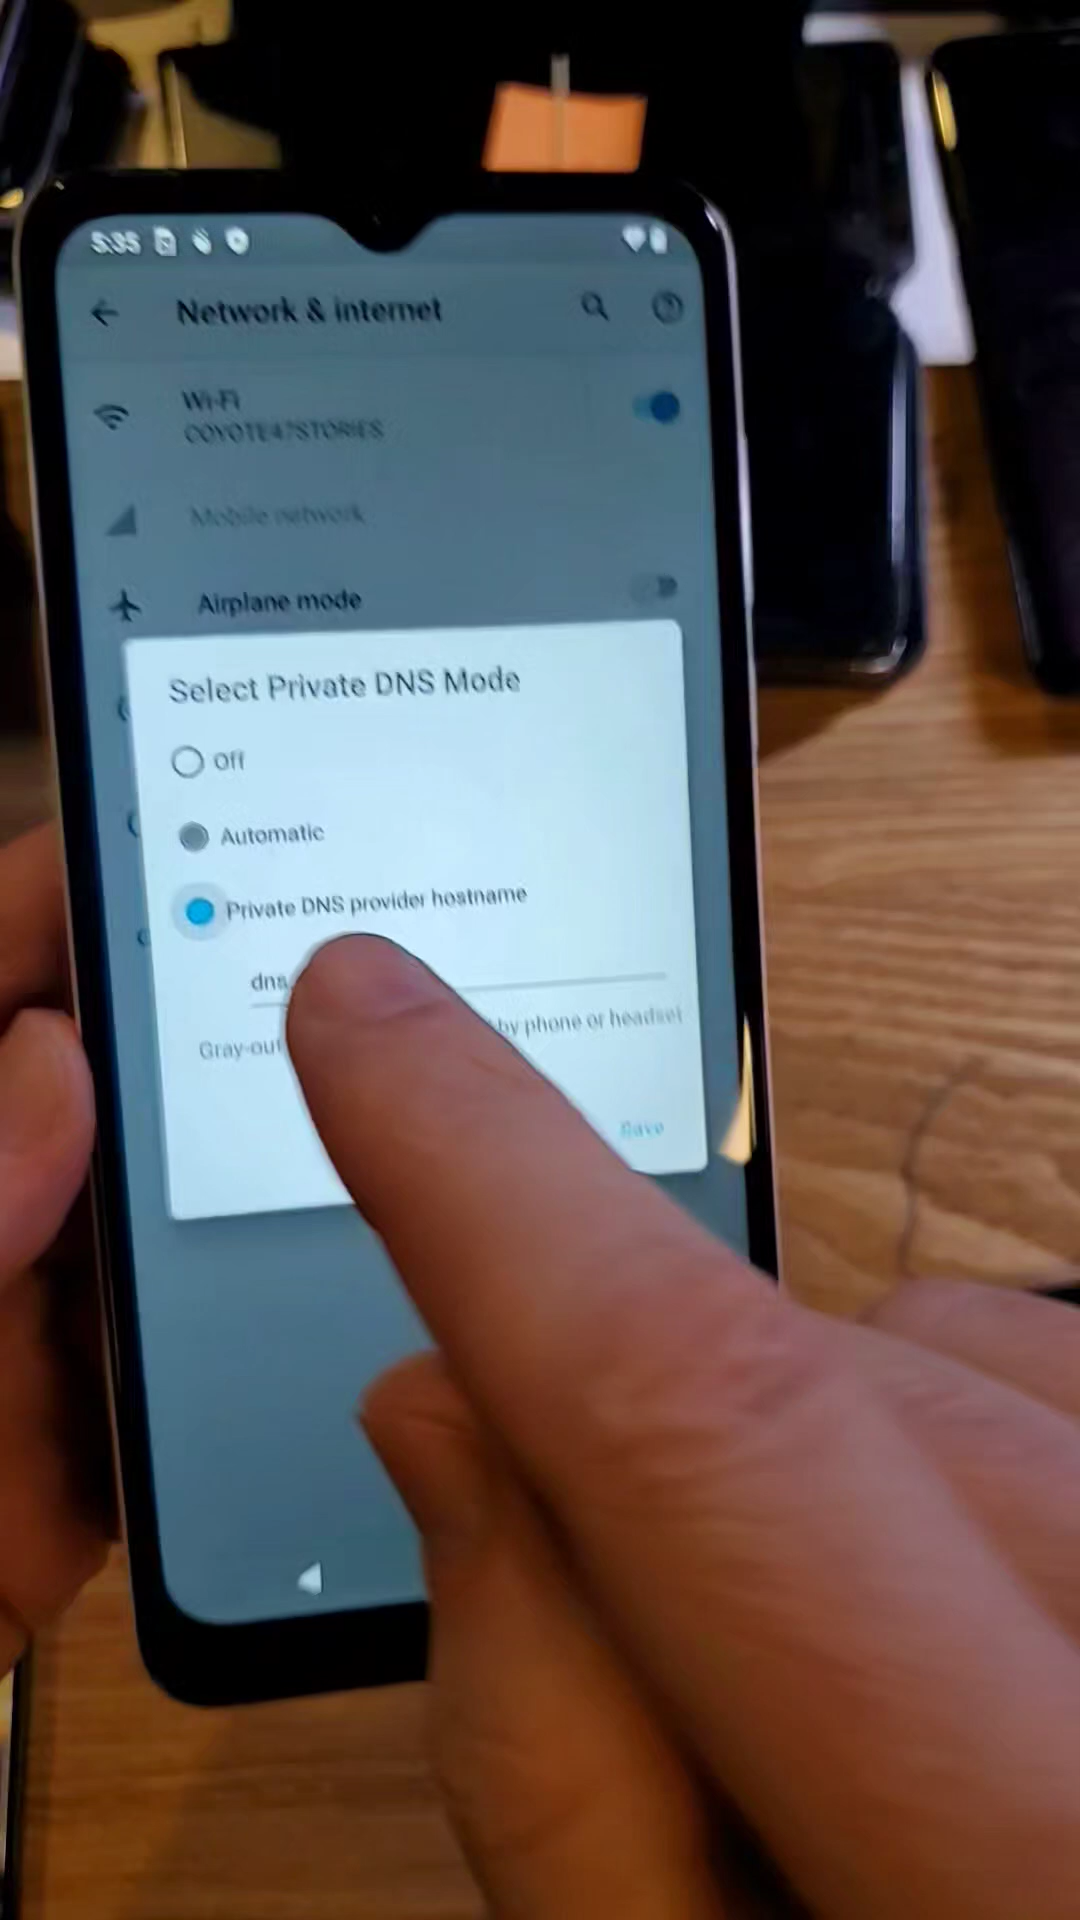 5:35
Network & internet
Wi-Fi
COYOTE47STORIES
Mobile network
Airplane mode
Select Private DNS Mode
Off
Automatic
Private DNS provider hostname
dns
Gray-out by phone or headset
Save